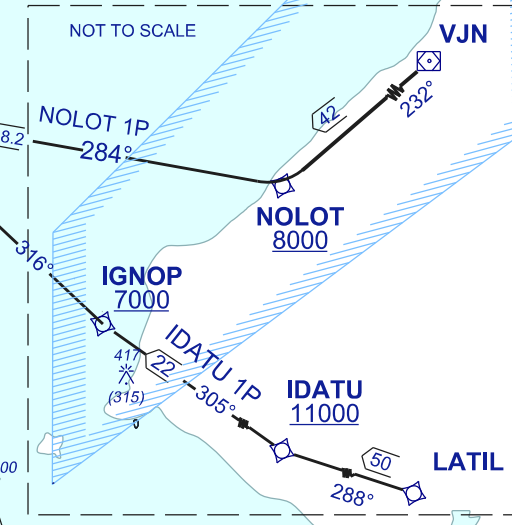 NOT TO SCALE
VJN
232°
42
NOLOT 1P
8.2
284°
NOLOT
8000
316°
IGNOP
7000
IDATU 1P
417
22
(315)
305°
IDATU
11000
00
50
LATIL
288°